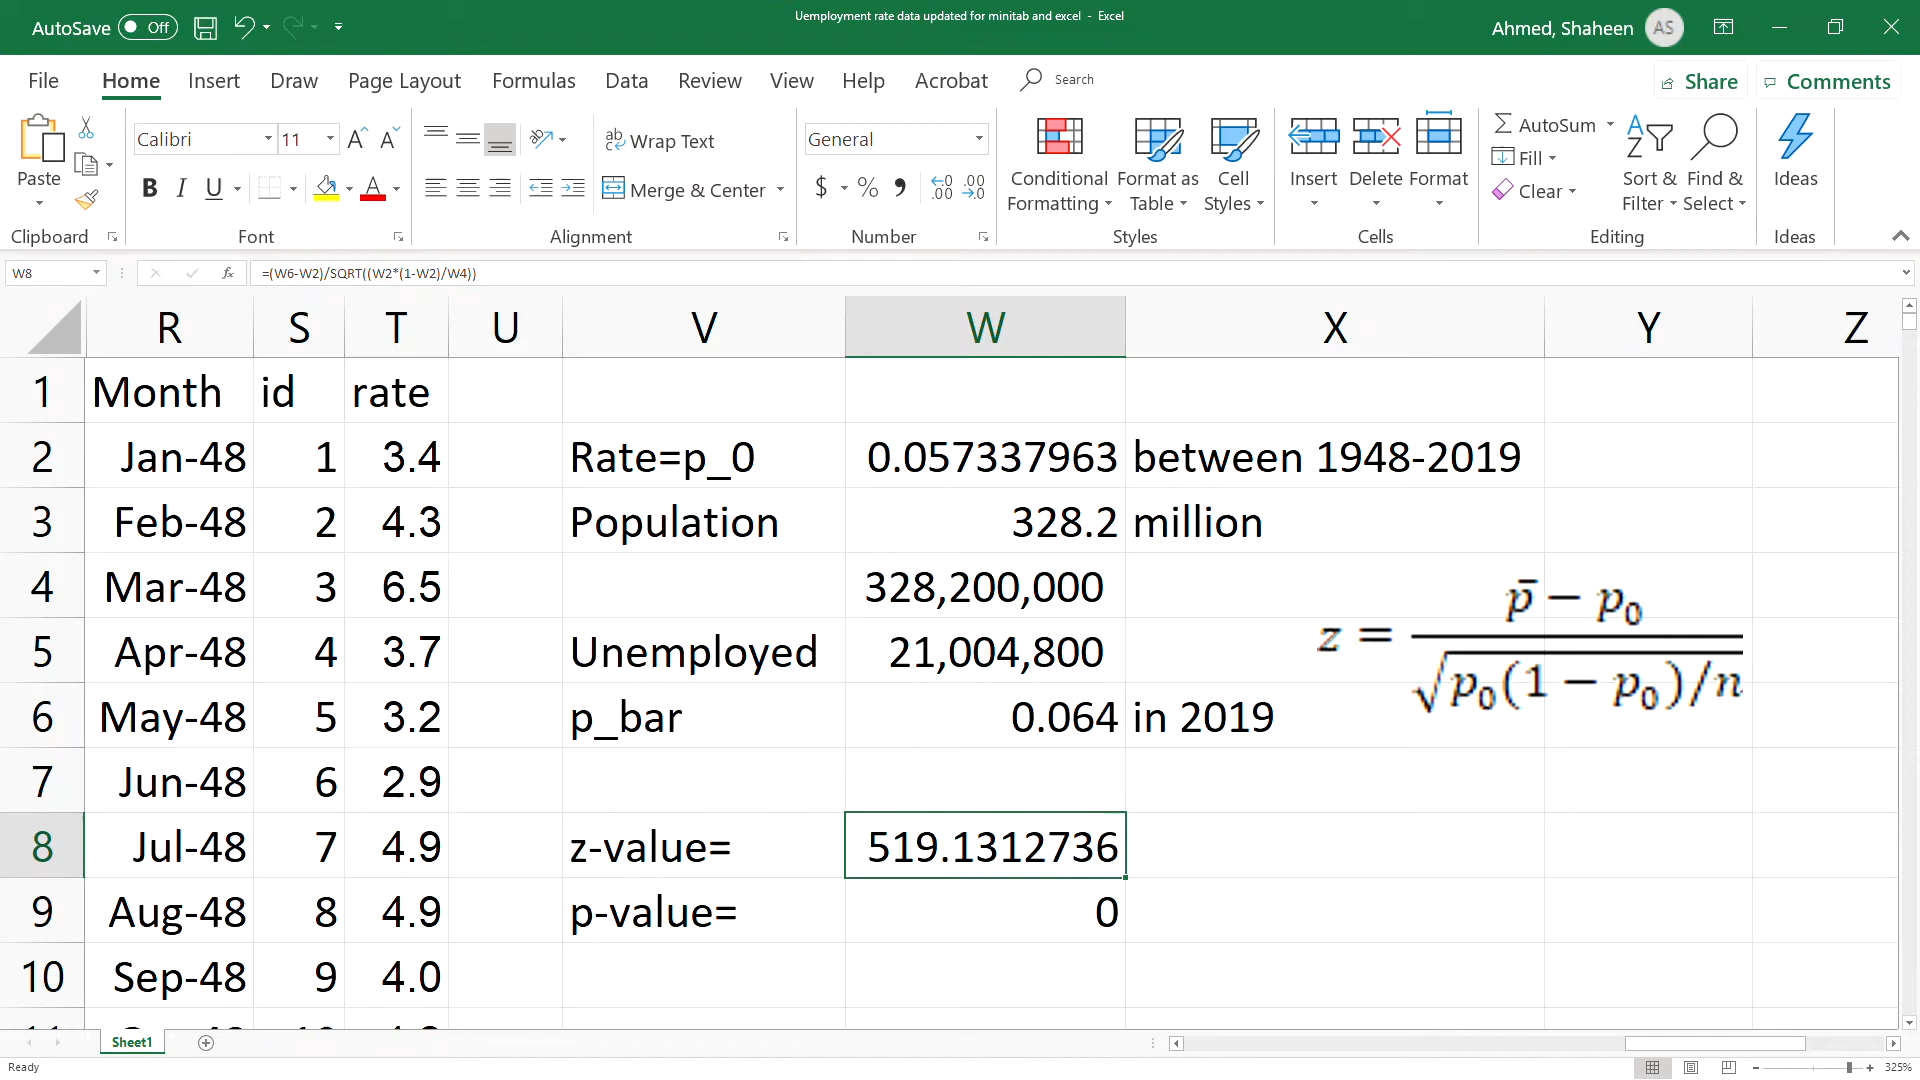 AutoSave Off
Uemployment rate data updated for minitab and excel - Excel
Ahmed, Shaheen AS
File Home Insert Draw Page Layout Formulas Data Review View Help Acrobat Search Share Comments
Paste
Clipboard
Calibri 11
B I U
Font
Wrap Text
Merge & Center
Alignment
General
$ % 9
Number
Conditional Formatting
Format as Table
Cell Styles
Styles
Insert Delete Format
Cells
AutoSum
Fill
Clear
Sort & Filter
Find & Select
Editing
Ideas
Ideas
W8 fx =(W6-W2)/SQRT((W2*(1-W2)/W4))
R S T U V W X Y Z
1 Month id rate
2 Jan-48 1 3.4 Rate=p_0 0.057337963 between 1948-2019
3 Feb-48 2 4.3 Population 328.2 million
4 Mar-48 3 6.5 328,200,000
5 Apr-48 4 3.7 Unemployed 21,004,800
6 May-48 5 3.2 p_bar 0.064 in 2019
z = (p̄ − p₀) / √p₀(1 − p₀)/n
7 Jun-48 6 2.9
8 Jul-48 7 4.9 z-value= 519.1312736
9 Aug-48 8 4.9 p-value= 0
10 Sep-48 9 4.0
Sheet1
Ready
325%